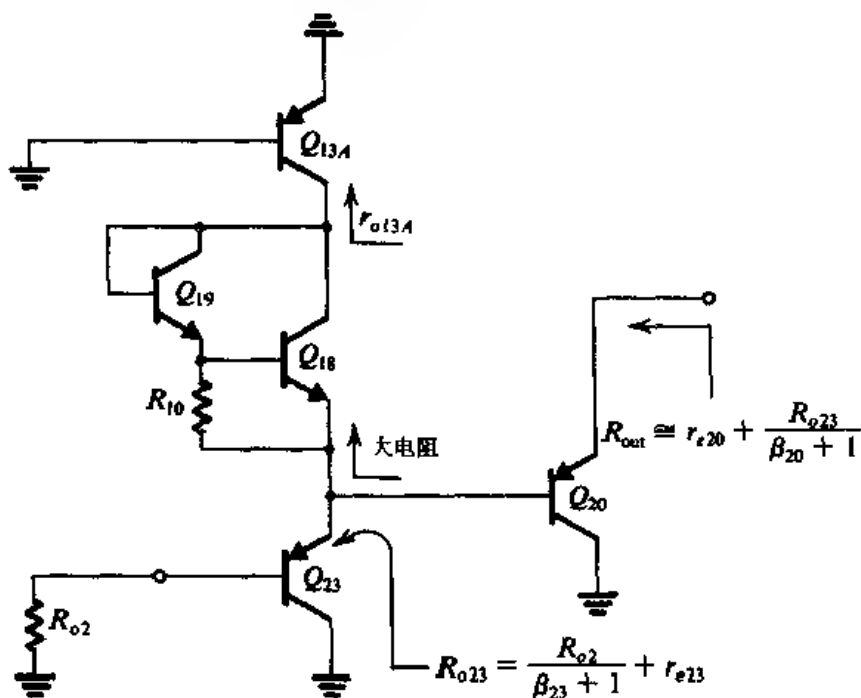 Q13A
ro13A
Q19
Q18
R10
大电阻
Rout ≅ re20 + Ro23 / (β20 + 1)
Q20
Q23
Ro2
Ro23 = Ro2 / (β23 + 1) + re23